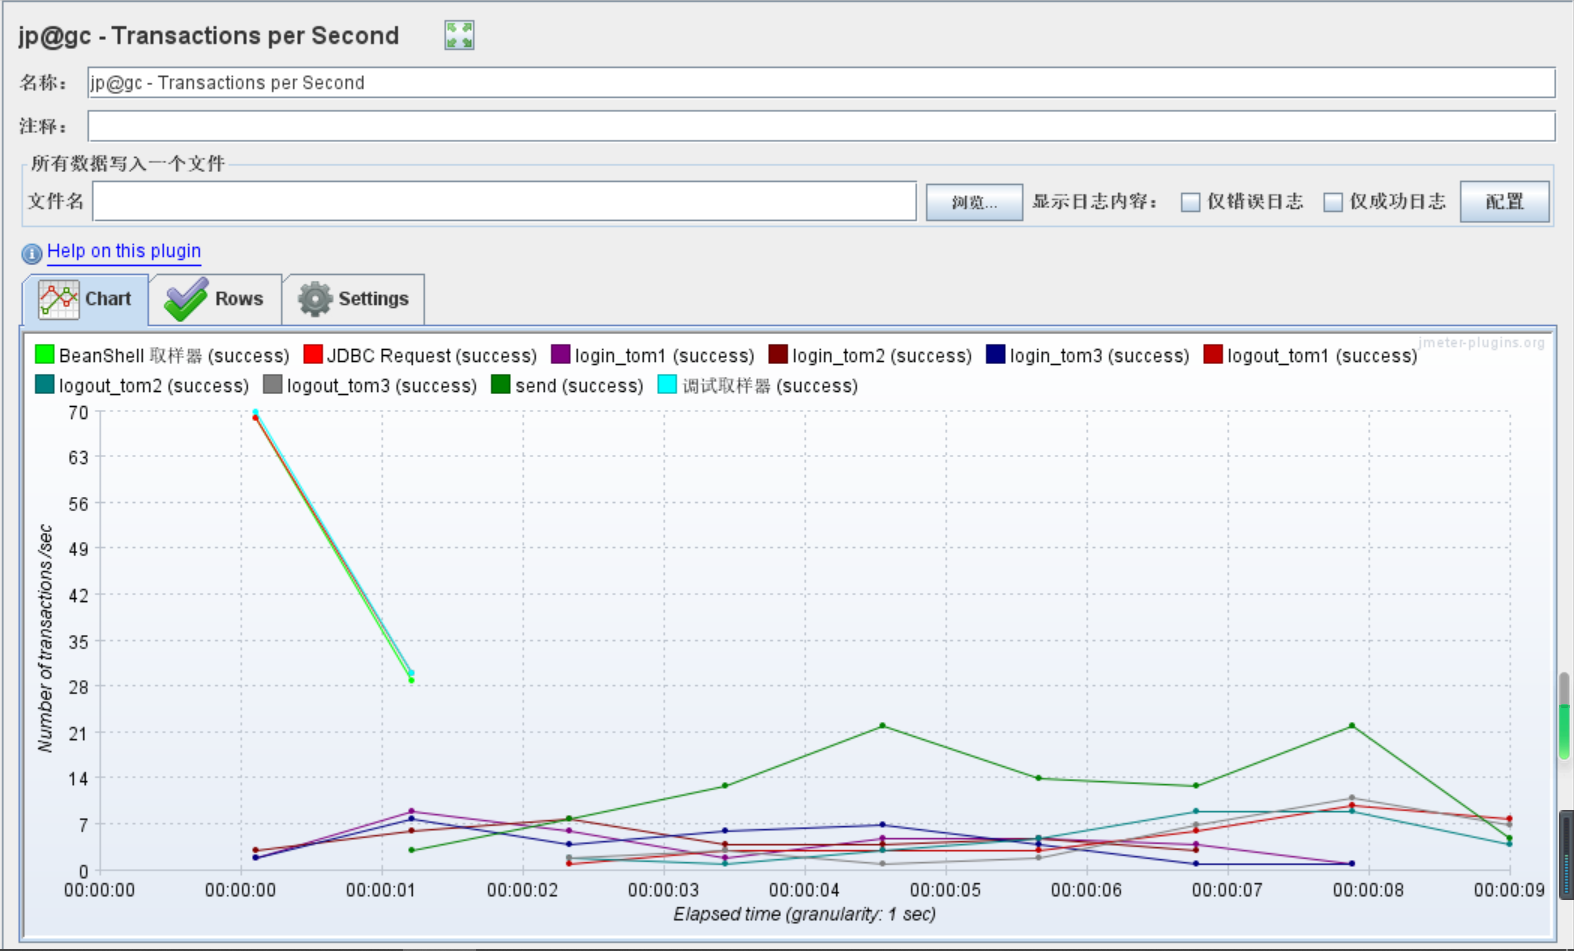 jp@gc - Transactions per Second
名称： jp@gc - Transactions per Second
注释：
所有数据写入一个文件
文件名 浏览... 显示日志内容： 仅错误日志 仅成功日志 配置
Help on this plugin
Chart Rows Settings
jmeter-plugins.org
BeanShell 取样器 (success) JDBC Request (success) login_tom1 (success) login_tom2 (success) login_tom3 (success) logout_tom1 (success)
logout_tom2 (success) logout_tom3 (success) send (success) 调试取样器 (success)
70
63
56
49
42
35
28
21
14
7
0
Number of transactions /sec
00:00:00 00:00:00 00:00:01 00:00:02 00:00:03 00:00:04 00:00:05 00:00:06 00:00:07 00:00:08 00:00:09
Elapsed time (granularity: 1 sec)